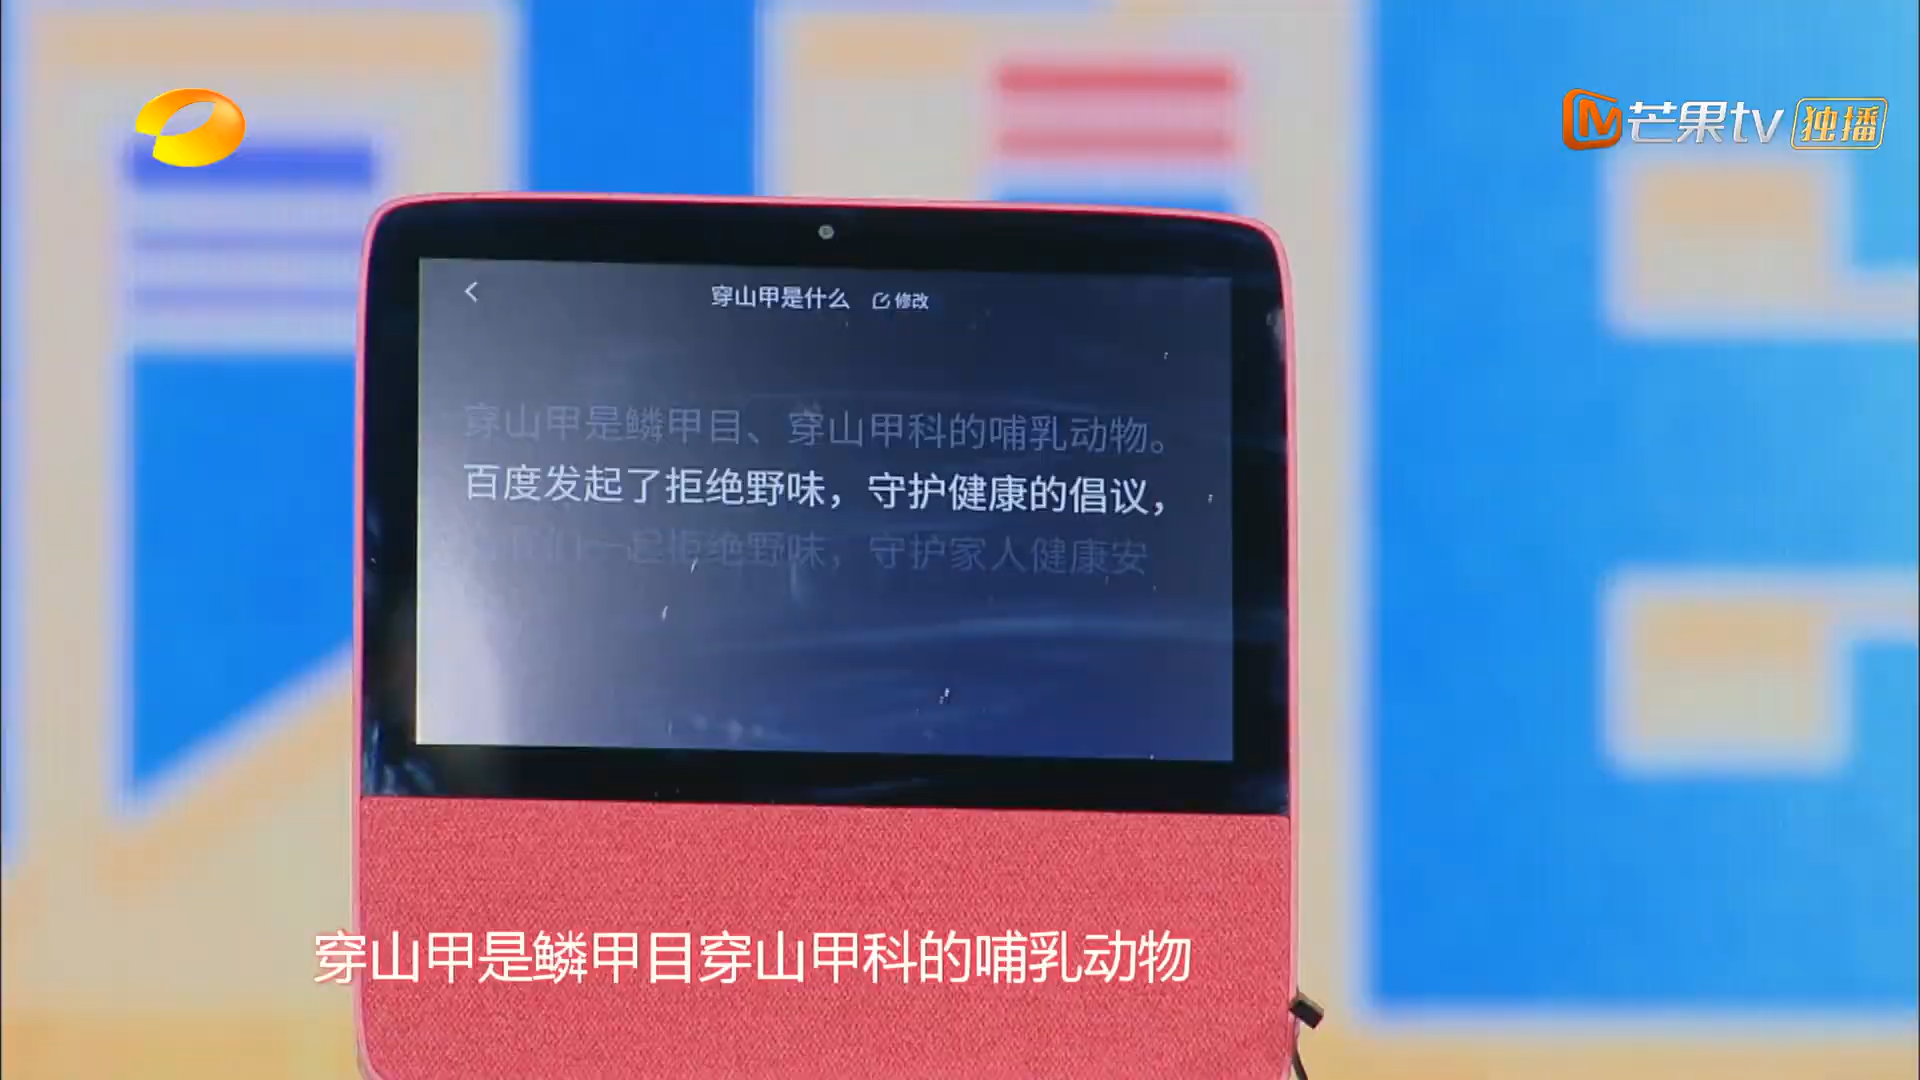 芒果tv 独播
穿山甲是什么 修改
穿山甲是鳞甲目、穿山甲科的哺乳动物。
百度发起了拒绝野味，守护健康的倡议，
们一起拒绝野味，守护家人健康安
穿山甲是鳞甲目穿山甲科的哺乳动物